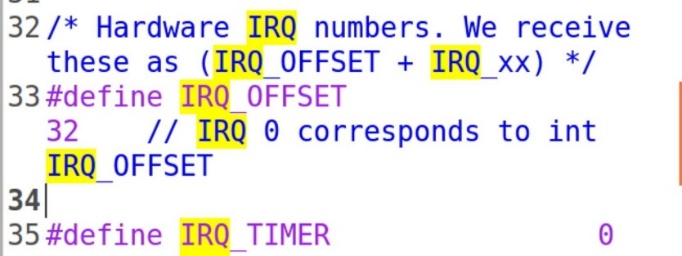 32 /* Hardware IRQ numbers. We receive
these as (IRQ_OFFSET + IRQ_xx) */
33 #define IRQ_OFFSET
32    // IRQ 0 corresponds to int
IRQ_OFFSET
34
35 #define IRQ_TIMER                0